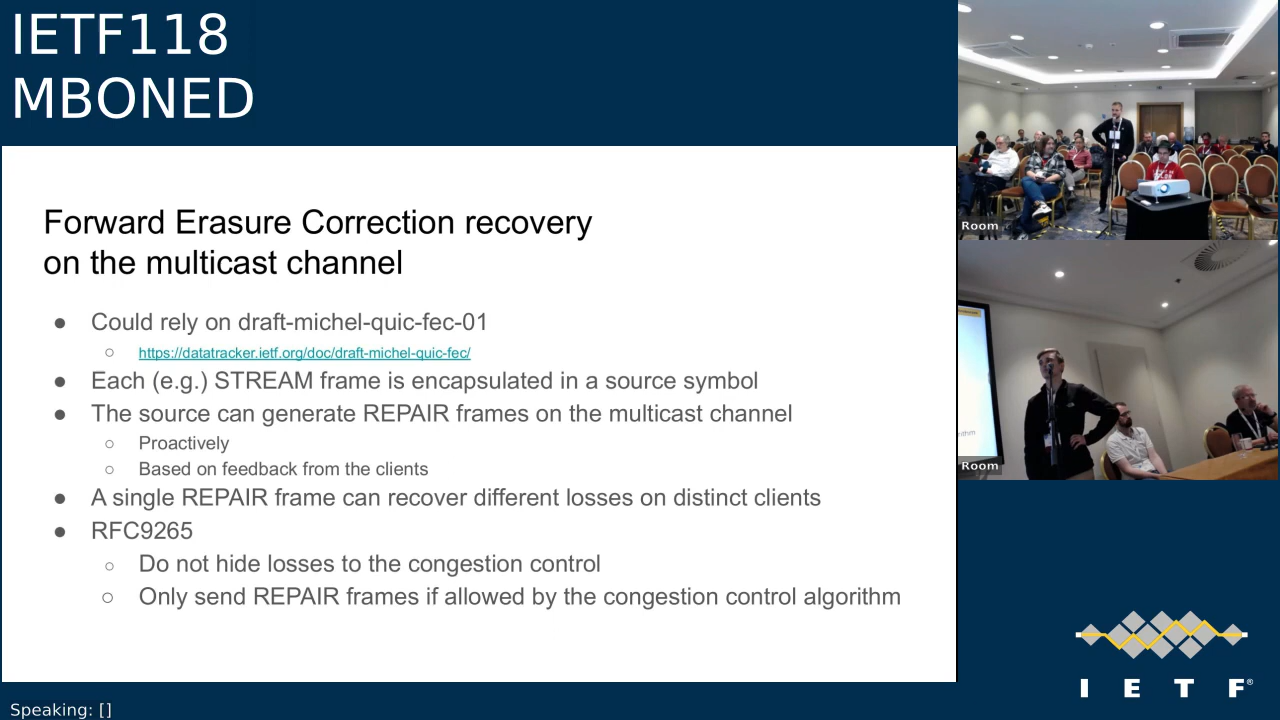 IETF118
MBONED
Forward Erasure Correction recovery
on the multicast channel
● Could rely on draft-michel-quic-fec-01
○ https://datatracker.ietf.org/doc/draft-michel-quic-fec/
● Each (e.g.) STREAM frame is encapsulated in a source symbol
● The source can generate REPAIR frames on the multicast channel
○ Proactively
○ Based on feedback from the clients
● A single REPAIR frame can recover different losses on distinct clients
● RFC9265
○ Do not hide losses to the congestion control
○ Only send REPAIR frames if allowed by the congestion control algorithm
Room
Room
I E T F®
Speaking: []